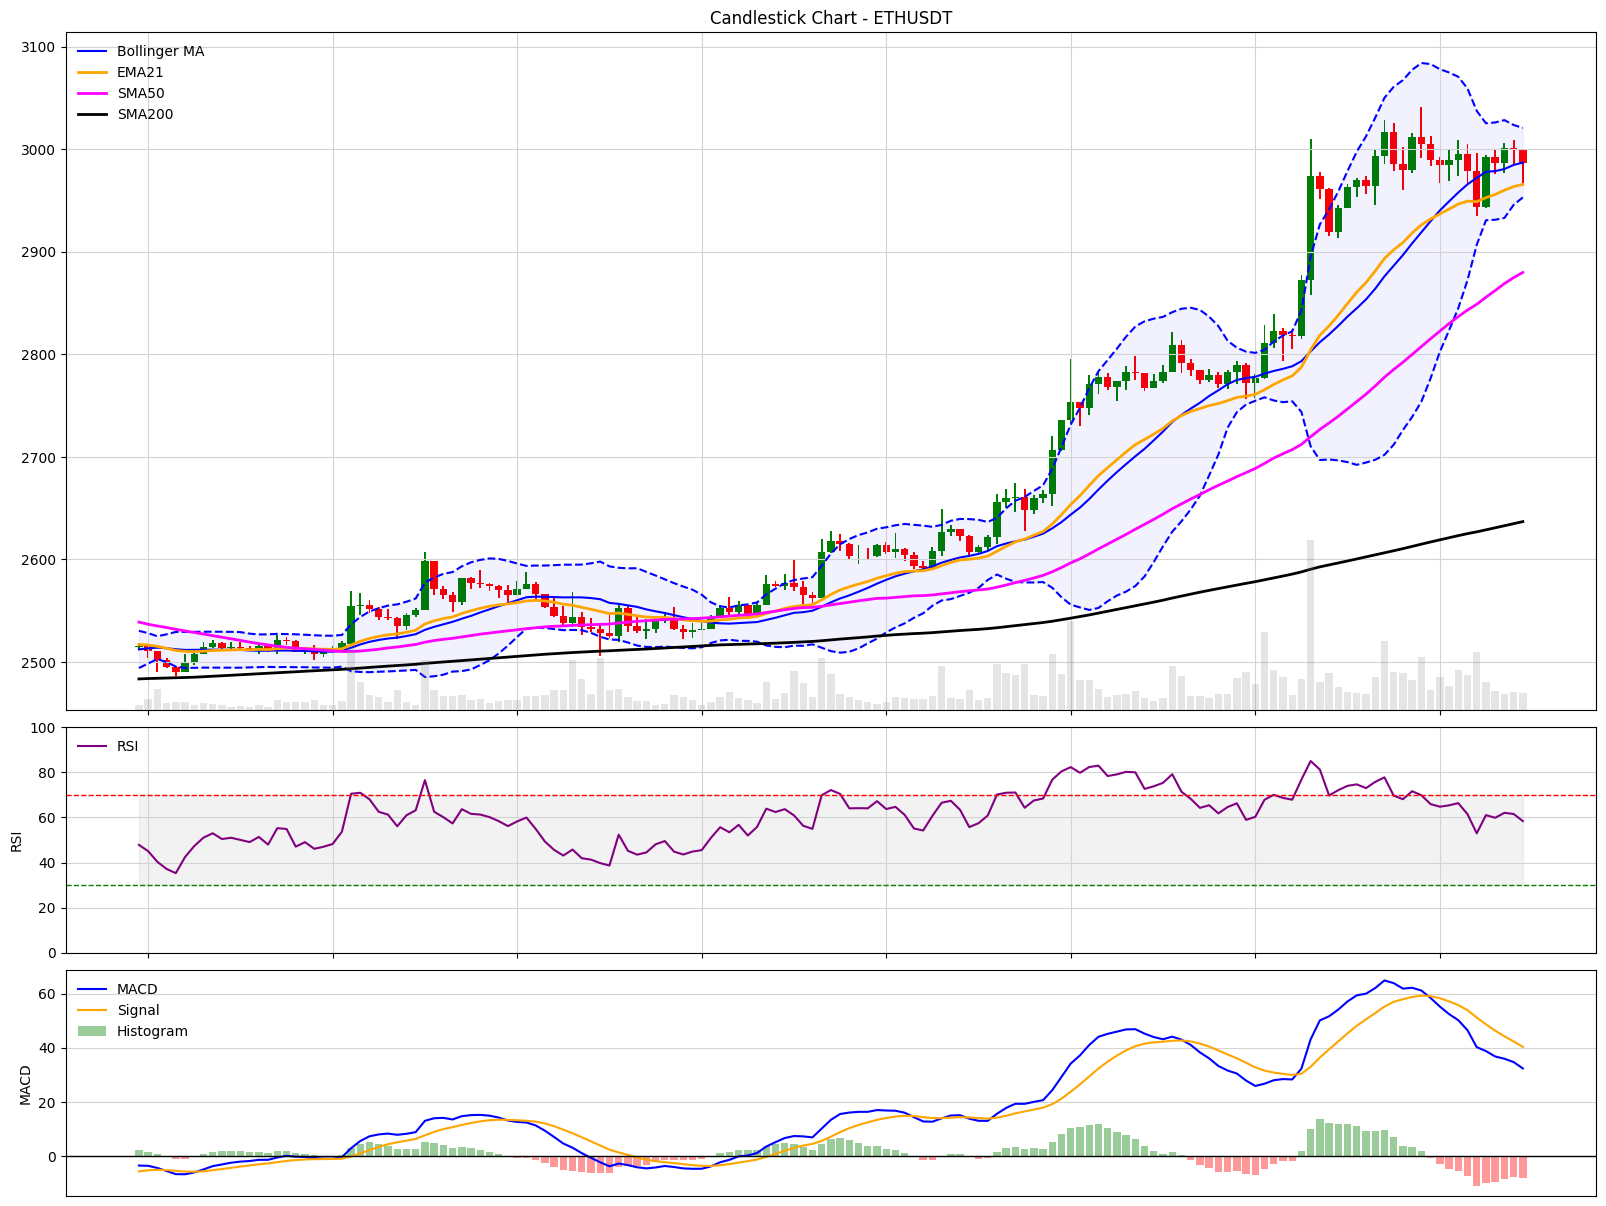 Candlestick Chart - ETHUSDT
Bollinger MA
EMA21
SMA50
SMA200
3100
3000
2900
2800
2700
2600
2500
RSI
RSI
100
80
60
40
20
0
MACD
Signal
Histogram
MACD
60
40
20
0